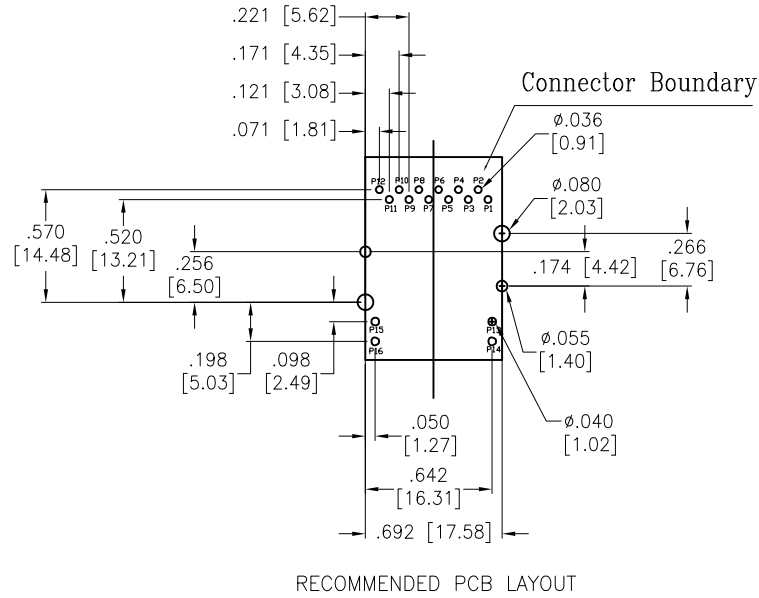 .221 [5.62]
.171 [4.35]
.121 [3.08]
.071 [1.81]
Connector Boundary
ø.036
[0.91]
P12 P10 P8 P6 P4 P2
P11 P9 P7 P5 P3 P1
ø.080
[2.03]
.570
[14.48]
.520
[13.21]
.256
[6.50]
.174 [4.42]
.266
[6.76]
P15 P13
P16 P14
.198
[5.03]
.098
[2.49]
ø.055
[1.40]
.050
[1.27]
ø.040
[1.02]
.642
[16.31]
.692 [17.58]
RECOMMENDED PCB LAYOUT